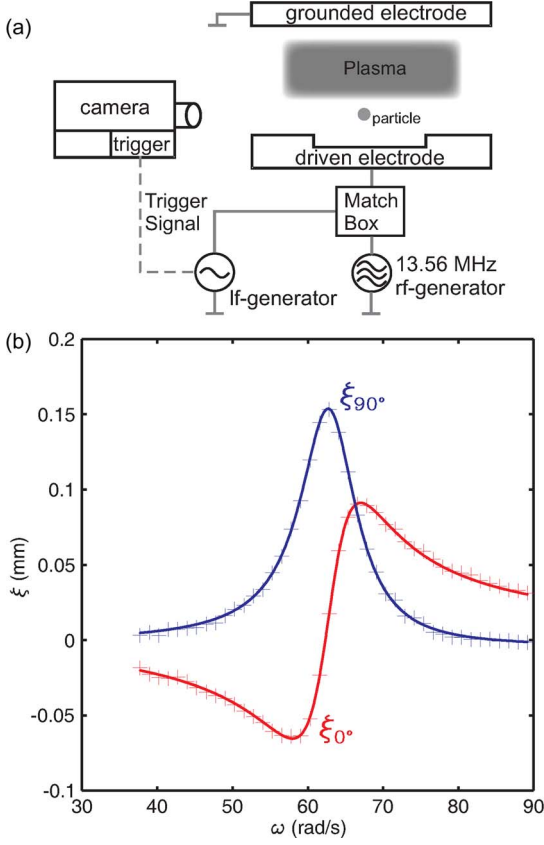 (a)
grounded electrode
Plasma
camera
particle
trigger
driven electrode
Trigger
Signal
Match
Box
13.56 MHz
rf-generator
lf-generator
(b)
0.2
0.15
0.1
0.05
0
-0.05
-0.1
ξ (mm)
ξ90°
ξ0°
30
40
50
60
70
80
90
ω (rad/s)